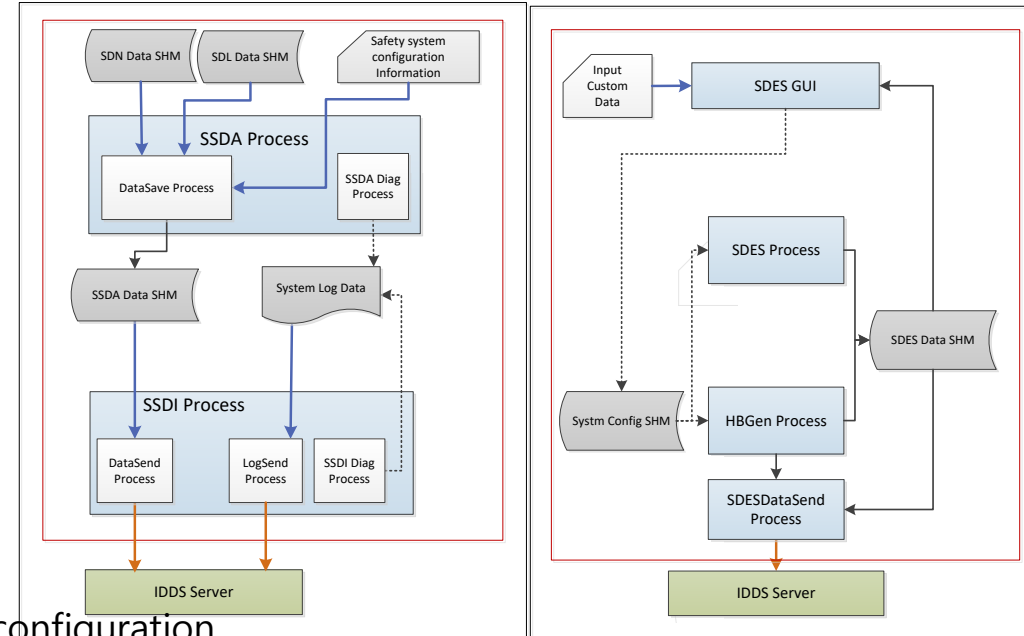 SDN Data SHM
SDL Data SHM
Safety system
configuration
Information
SSDA Process
DataSave Process
SSDA Diag
Process
SSDA Data SHM
System Log Data
SSDI Process
DataSend
Process
LogSend
Process
SSDI Diag
Process
IDDS Server
configuration
Input
Custom
Data
SDES GUI
SDES Process
SDES Data SHM
Systm Config SHM
HBGen Process
SDESDataSend
Process
IDDS Server